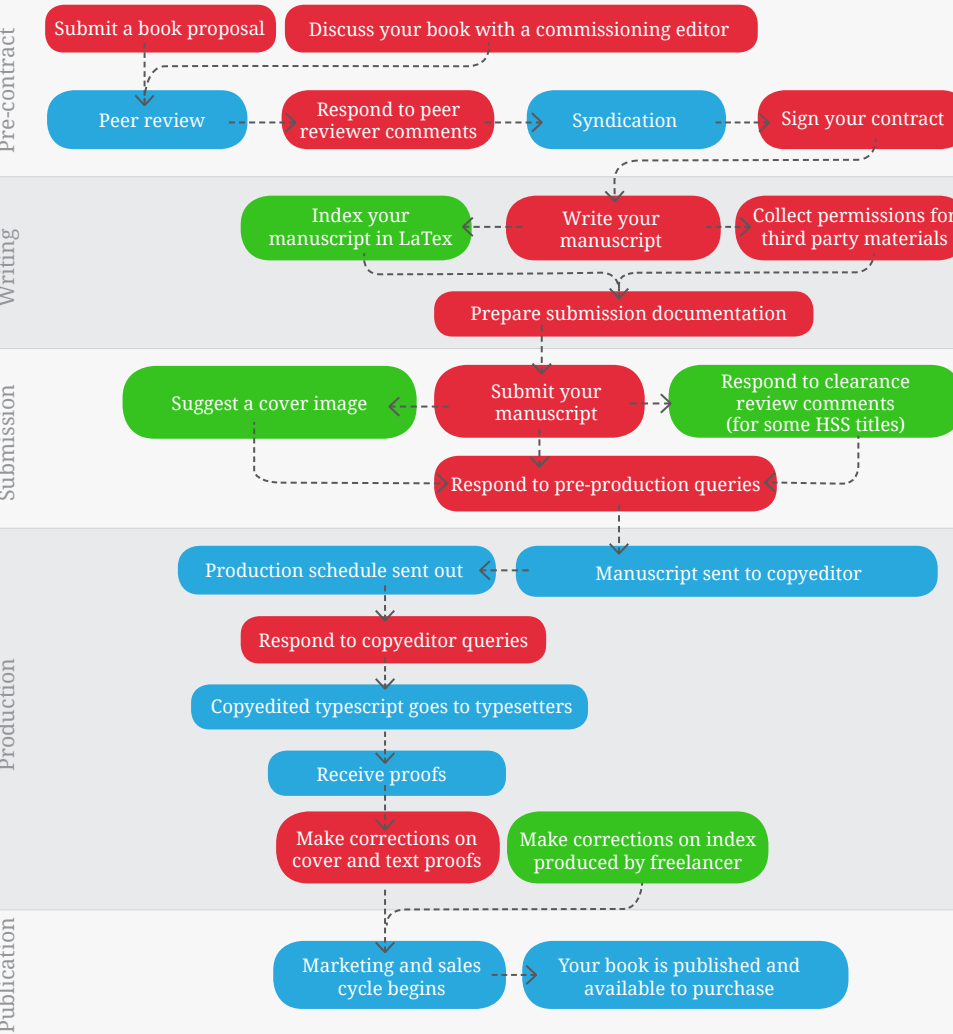 Pre-contract
Submit a book proposal
Discuss your book with a commissioning editor
Peer review
Respond to peer
reviewer comments
Syndication
Sign your contract
Writing
Index your
manuscript in LaTex
Write your
manuscript
Collect permissions for
third party materials
Prepare submission documentation
Submission
Suggest a cover image
Submit your
manuscript
Respond to clearance
review comments
(for some HSS titles)
Respond to pre-production queries
Production
Production schedule sent out
Manuscript sent to copyeditor
Respond to copyeditor queries
Copyedited typescript goes to typesetters
Receive proofs
Make corrections on
cover and text proofs
Make corrections on index
produced by freelancer
Publication
Marketing and sales
cycle begins
Your book is published and
available to purchase